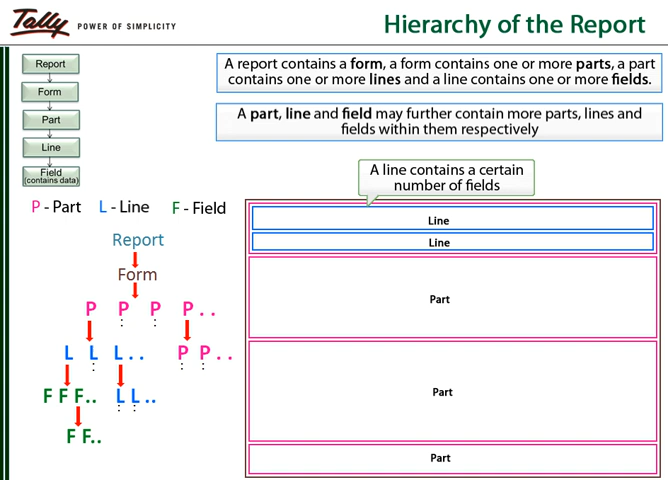 Tally POWER OF SIMPLICITY
Hierarchy of the Report
Report
Form
Part
Line
Field
(contains data)
A report contains a form, a form contains one or more parts, a part
contains one or more lines and a line contains one or more fields.
A part, line and field may further contain more parts, lines and
fields within them respectively
A line contains a certain
number of fields
P - Part L - Line F - Field
Report
Form
P P P P . .
L L L . . P P . .
F F F . . L L . .
F F . .
Line
Line
Part
Part
Part